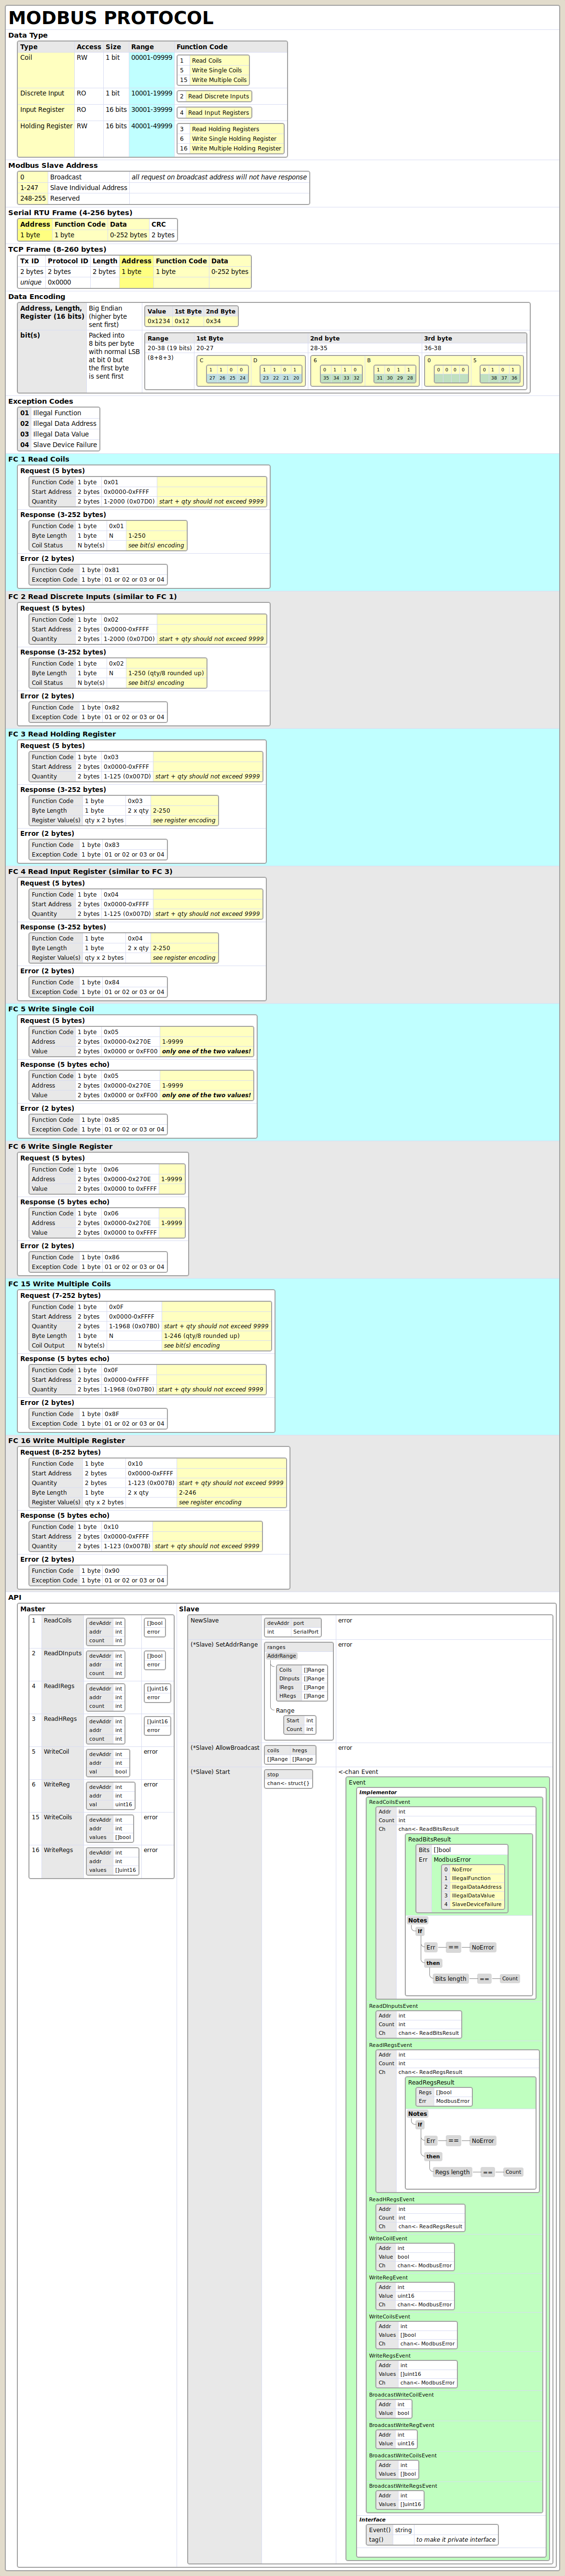 MODBUS PROTOCOL
Data Type
Type Access Size Range Function Code
Coil RW 1 bit 00001-09999
1 Read Coils
5 Write Single Coils
15 Write Multiple Coils
Discrete Input RO 1 bit 10001-19999 2 Read Discrete Inputs
Input Register RO 16 bits 30001-39999 4 Read Input Registers
Holding Register RW 16 bits 40001-49999
3 Read Holding Registers
6 Write Single Holding Register
16 Write Multiple Holding Register
Modbus Slave Address
0 Broadcast all request on broadcast address will not have response
1-247 Slave Individual Address
248-255 Reserved
Serial RTU Frame (4-256 bytes)
Address Function Code Data CRC
1 byte 1 byte 0-252 bytes 2 bytes
TCP Frame (8-260 bytes)
Tx ID Protocol ID Length Address Function Code Data
2 bytes 2 bytes 2 bytes 1 byte 1 byte 0-252 bytes
unique 0x0000
Data Encoding
Address, Length,
Register (16 bits)
Big Endian
(higher byte
sent first)
Value 1st Byte 2nd Byte
0x1234 0x12 0x34
bit(s)
Packed into
8 bits per byte
with normal LSB
at bit 0 but
the first byte
is sent first
Range 1st Byte 2nd byte 3rd byte
20-38 (19 bits) 20-27 28-35 36-38
(8+8+3) C D 6 B 0 5
1 1 0 0 1 1 0 1 0 1 1 0 1 0 1 1 0 0 0 0 0 1 0 1
27 26 25 24 23 22 21 20 35 34 33 32 31 30 29 28 38 37 36
Exception Codes
01 Illegal Function
02 Illegal Data Address
03 Illegal Data Value
04 Slave Device Failure
FC 1 Read Coils
Request (5 bytes)
Function Code 1 byte 0x01
Start Address 2 bytes 0x0000-0xFFFF
Quantity 2 bytes 1-2000 (0x07D0) start + qty should not exceed 9999
Response (3-252 bytes)
Function Code 1 byte 0x01
Byte Length 1 byte N 1-250
Coil Status N byte(s) see bit(s) encoding
Error (2 bytes)
Function Code 1 byte 0x81
Exception Code 1 byte 01 or 02 or 03 or 04
FC 2 Read Discrete Inputs (similar to FC 1)
Request (5 bytes)
Function Code 1 byte 0x02
Start Address 2 bytes 0x0000-0xFFFF
Quantity 2 bytes 1-2000 (0x07D0) start + qty should not exceed 9999
Response (3-252 bytes)
Function Code 1 byte 0x02
Byte Length 1 byte N 1-250 (qty/8 rounded up)
Coil Status N byte(s) see bit(s) encoding
Error (2 bytes)
Function Code 1 byte 0x82
Exception Code 1 byte 01 or 02 or 03 or 04
FC 3 Read Holding Register
Request (5 bytes)
Function Code 1 byte 0x03
Start Address 2 bytes 0x0000-0xFFFF
Quantity 2 bytes 1-125 (0x007D) start + qty should not exceed 9999
Response (3-252 bytes)
Function Code 1 byte 0x03
Byte Length 1 byte 2 x qty 2-250
Register Value(s) qty x 2 bytes see register encoding
Error (2 bytes)
Function Code 1 byte 0x83
Exception Code 1 byte 01 or 02 or 03 or 04
FC 4 Read Input Register (similar to FC 3)
Request (5 bytes)
Function Code 1 byte 0x04
Start Address 2 bytes 0x0000-0xFFFF
Quantity 2 bytes 1-125 (0x007D) start + qty should not exceed 9999
Response (3-252 bytes)
Function Code 1 byte 0x04
Byte Length 1 byte 2 x qty 2-250
Register Value(s) qty x 2 bytes see register encoding
Error (2 bytes)
Function Code 1 byte 0x84
Exception Code 1 byte 01 or 02 or 03 or 04
FC 5 Write Single Coil
Request (5 bytes)
Function Code 1 byte 0x05
Address 2 bytes 0x0000-0x270E 1-9999
Value 2 bytes 0x0000 or 0xFF00 only one of the two values!
Response (5 bytes echo)
Function Code 1 byte 0x05
Address 2 bytes 0x0000-0x270E 1-9999
Value 2 bytes 0x0000 or 0xFF00 only one of the two values!
Error (2 bytes)
Function Code 1 byte 0x85
Exception Code 1 byte 01 or 02 or 03 or 04
FC 6 Write Single Register
Request (5 bytes)
Function Code 1 byte 0x06
Address 2 bytes 0x0000-0x270E 1-9999
Value 2 bytes 0x0000 to 0xFFFF
Response (5 bytes echo)
Function Code 1 byte 0x06
Address 2 bytes 0x0000-0x270E 1-9999
Value 2 bytes 0x0000 to 0xFFFF
Error (2 bytes)
Function Code 1 byte 0x86
Exception Code 1 byte 01 or 02 or 03 or 04
FC 15 Write Multiple Coils
Request (7-252 bytes)
Function Code 1 byte 0x0F
Start Address 2 bytes 0x0000-0xFFFF
Quantity 2 bytes 1-1968 (0x07B0) start + qty should not exceed 9999
Byte Length 1 byte N 1-246 (qty/8 rounded up)
Coil Output N byte(s) see bit(s) encoding
Response (5 bytes echo)
Function Code 1 byte 0x0F
Start Address 2 bytes 0x0000-0xFFFF
Quantity 2 bytes 1-1968 (0x07B0) start + qty should not exceed 9999
Error (2 bytes)
Function Code 1 byte 0x8F
Exception Code 1 byte 01 or 02 or 03 or 04
FC 16 Write Multiple Register
Request (8-252 bytes)
Function Code 1 byte 0x10
Start Address 2 bytes 0x0000-0xFFFF
Quantity 2 bytes 1-123 (0x007B) start + qty should not exceed 9999
Byte Length 1 byte 2 x qty 2-246
Register Value(s) qty x 2 bytes see register encoding
Response (5 bytes echo)
Function Code 1 byte 0x10
Start Address 2 bytes 0x0000-0xFFFF
Quantity 2 bytes 1-123 (0x007B) start + qty should not exceed 9999
Error (2 bytes)
Function Code 1 byte 0x90
Exception Code 1 byte 01 or 02 or 03 or 04
API
Master
1 ReadCoils devAddr int []bool
addr int error
count int
2 ReadDInputs devAddr int []bool
addr int error
count int
4 ReadIRegs devAddr int []uint16
addr int error
count int
3 ReadHRegs devAddr int []uint16
addr int error
count int
5 WriteCoil devAddr int error
addr int
val bool
6 WriteReg devAddr int error
addr int
val uint16
15 WriteCoils devAddr int error
addr int
values []bool
16 WriteRegs devAddr int error
addr int
values []uint16
Slave
NewSlave devAddr port error
int SerialPort
(*Slave) SetAddrRange ranges error
AddrRange
Coils []Range
DInputs []Range
IRegs []Range
HRegs []Range
Range
Start int
Count int
(*Slave) AllowBroadcast coils hregs error
[]Range []Range
(*Slave) Start stop <-chan Event
chan<- struct{}
Event
Implementor
ReadCoilsEvent
Addr int
Count int
Ch chan<- ReadBitsResult
ReadBitsResult
Bits []bool
Err ModbusError
0 NoError
1 IllegalFunction
2 IllegalDataAddress
3 IllegalDataValue
4 SlaveDeviceFailure
Notes
if
Err == NoError
then
Bits length == Count
ReadDInputsEvent
Addr int
Count int
Ch chan<- ReadBitsResult
ReadIRegsEvent
Addr int
Count int
Ch chan<- ReadRegsResult
ReadRegsResult
Regs []bool
Err ModbusError
Notes
if
Err == NoError
then
Regs length == Count
ReadHRegsEvent
Addr int
Count int
Ch chan<- ReadRegsResult
WriteCoilEvent
Addr int
Value bool
Ch chan<- ModbusError
WriteRegEvent
Addr int
Value uint16
Ch chan<- ModbusError
WriteCoilsEvent
Addr int
Values []bool
Ch chan<- ModbusError
WriteRegsEvent
Addr int
Values []uint16
Ch chan<- ModbusError
BroadcastWriteCoilEvent
Addr int
Value bool
BroadcastWriteRegEvent
Addr int
Value uint16
BroadcastWriteCoilsEvent
Addr int
Values []bool
BroadcastWriteRegsEvent
Addr int
Values []uint16
Interface
Event() string
tag() to make it private interface